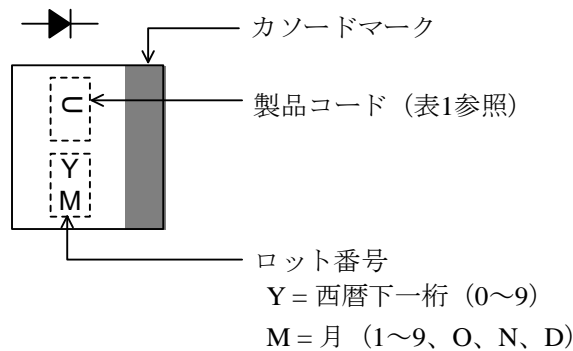 カソードマーク
U
製品コード（表1参照）
Y
M
ロット番号
Y = 西暦下一桁（0～9）
M = 月（1～9、O、N、D）